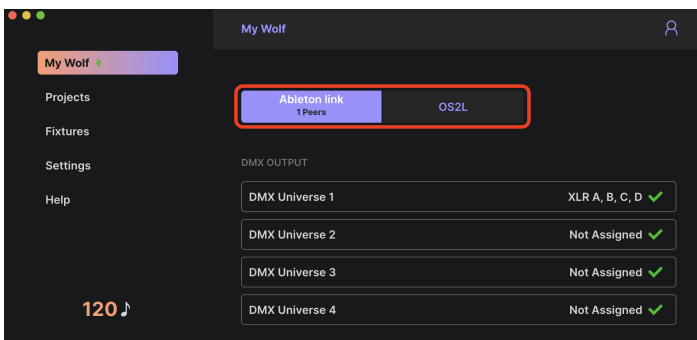 My Wolf
My Wolf
Projects
Fixtures
Settings
Help
120
Ableton link
1 Peers
OS2L
DMX OUTPUT
DMX Universe 1 XLR A, B, C, D
DMX Universe 2 Not Assigned
DMX Universe 3 Not Assigned
DMX Universe 4 Not Assigned